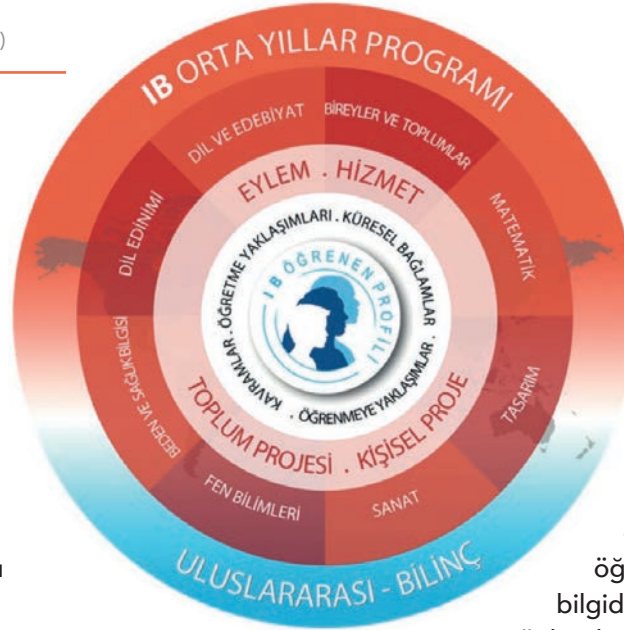 )
IB ORTA YILLAR PROGRAMI
DİL VE EDEBİYAT
BİREYLER VE TOPLUMLAR
DİL EDİNİMİ
MATEMATİK
BEDEN VE SAĞLIK BİLGİSİ
TASARIM
FEN BİLİMLERİ
SANAT
EYLEM . HİZMET
TOPLUM PROJESİ . KİŞİSEL PROJE
KAVRAMLAR . ÖĞRETME YAKLAŞIMLARI . KÜRESEL BAĞLAMLAR .
ÖĞRENMEYE YAKLAŞIMLAR .
IB ÖĞRENEN PROFİLİ
ULUSLARARASI - BİLİNÇ
öğ
bilgid